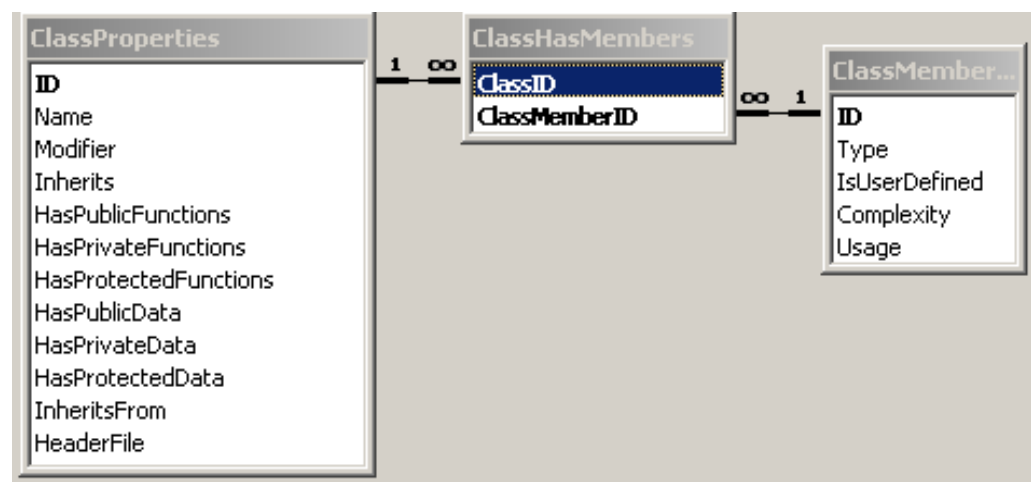 ClassProperties
ID
Name
Modifier
Inherits
HasPublicFunctions
HasPrivateFunctions
HasProtectedFunctions
HasPublicData
HasPrivateData
HasProtectedData
InheritsFrom
HeaderFile
1 ∞
ClassHasMembers
ClassID
ClassMemberID
∞ 1
ClassMember...
ID
Type
IsUserDefined
Complexity
Usage